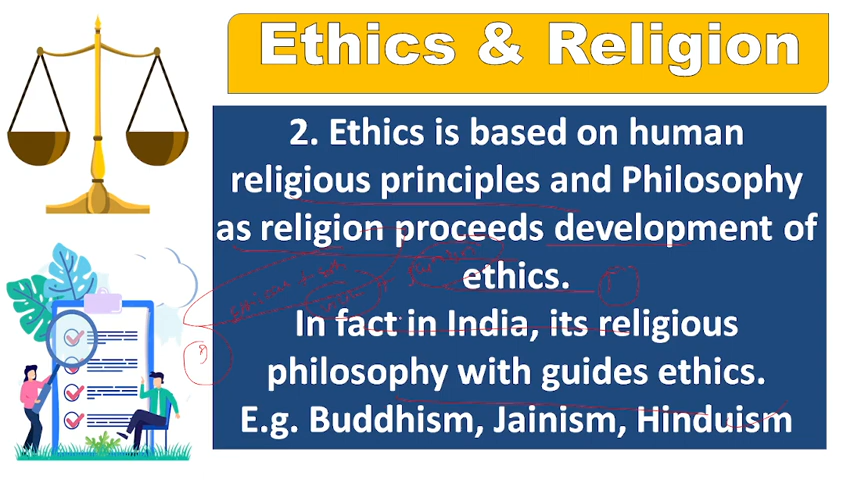 Ethics & Religion
2. Ethics is based on human
religious principles and Philosophy
as religion proceeds development of
ethics.
In fact in India, its religious
philosophy with guides ethics.
E.g. Buddhism, Jainism, Hinduism